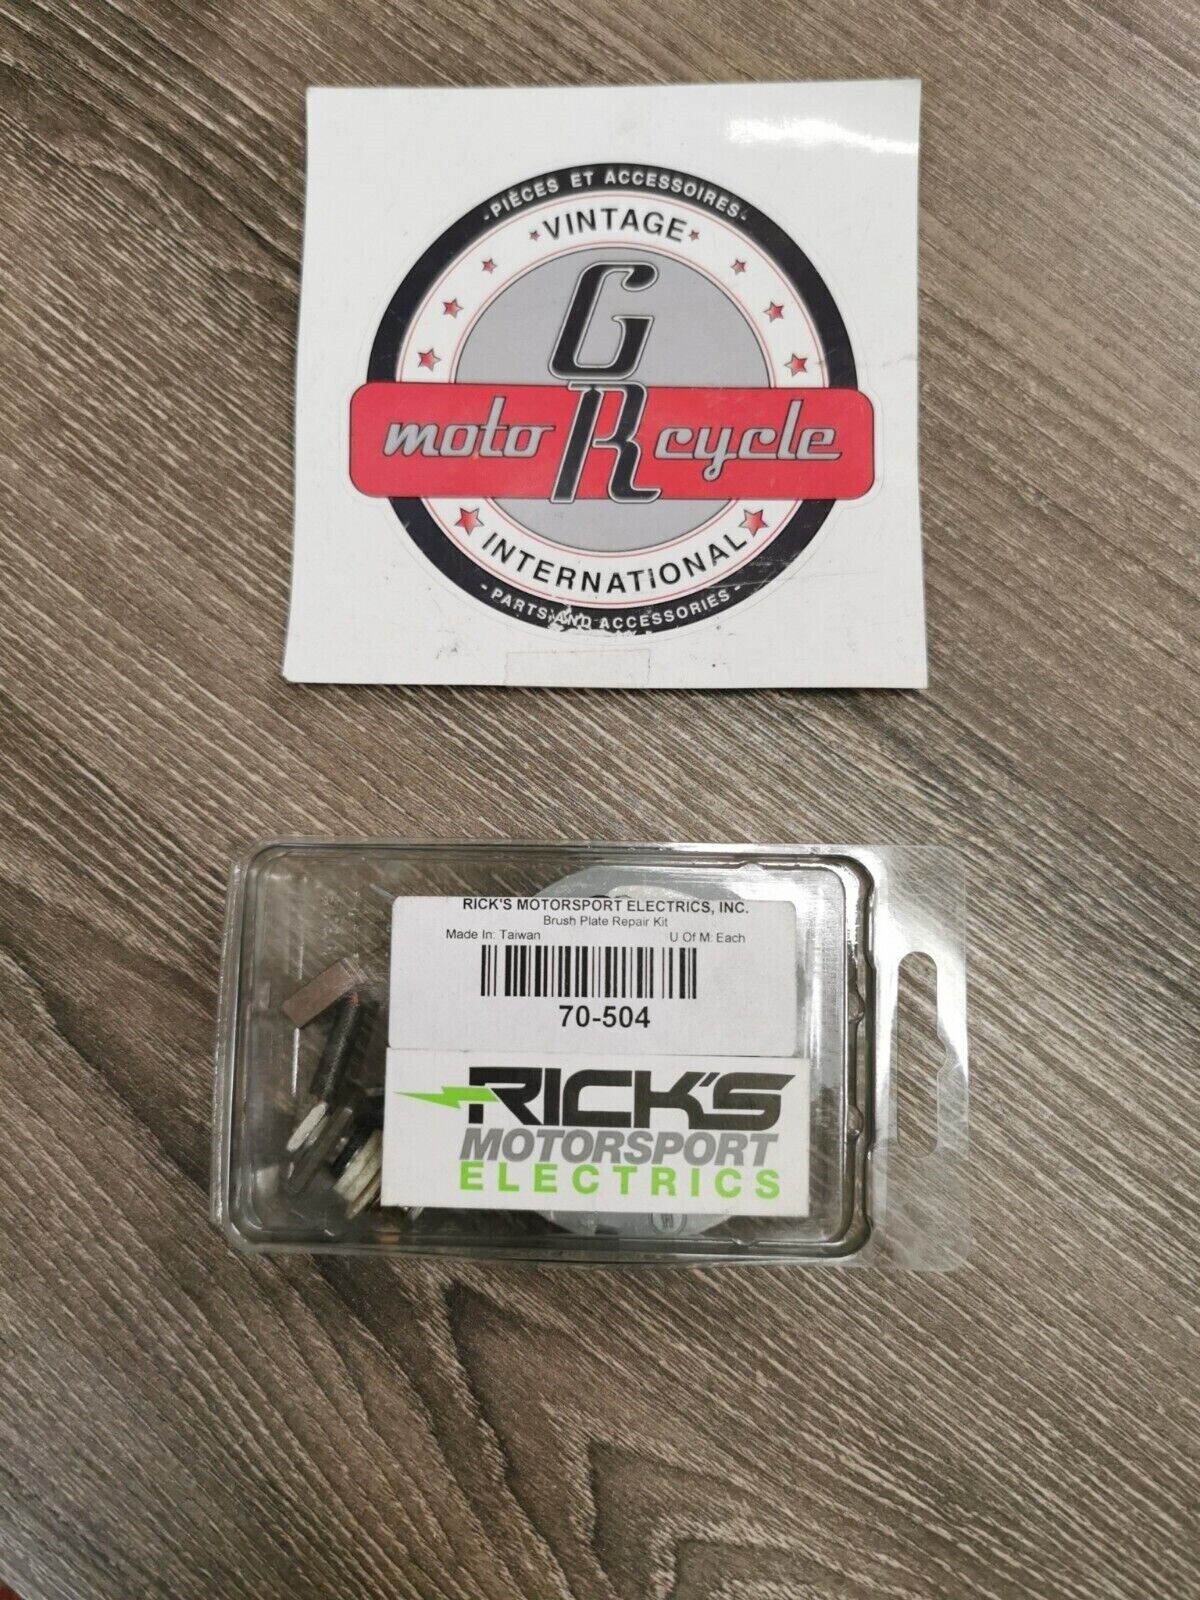 -PIÈCES ET ACCESSOIRES-
VINTAGE
GR
moto cycle
INTERNATIONAL
-PARTS AND ACCESSORIES-
RICK'S MOTORSPORT ELECTRICS, INC.
Brush Plate Repair Kit
Made In: Taiwan U Of M: Each
70-504
RICK'S
MOTORSPORT
ELECTRICS